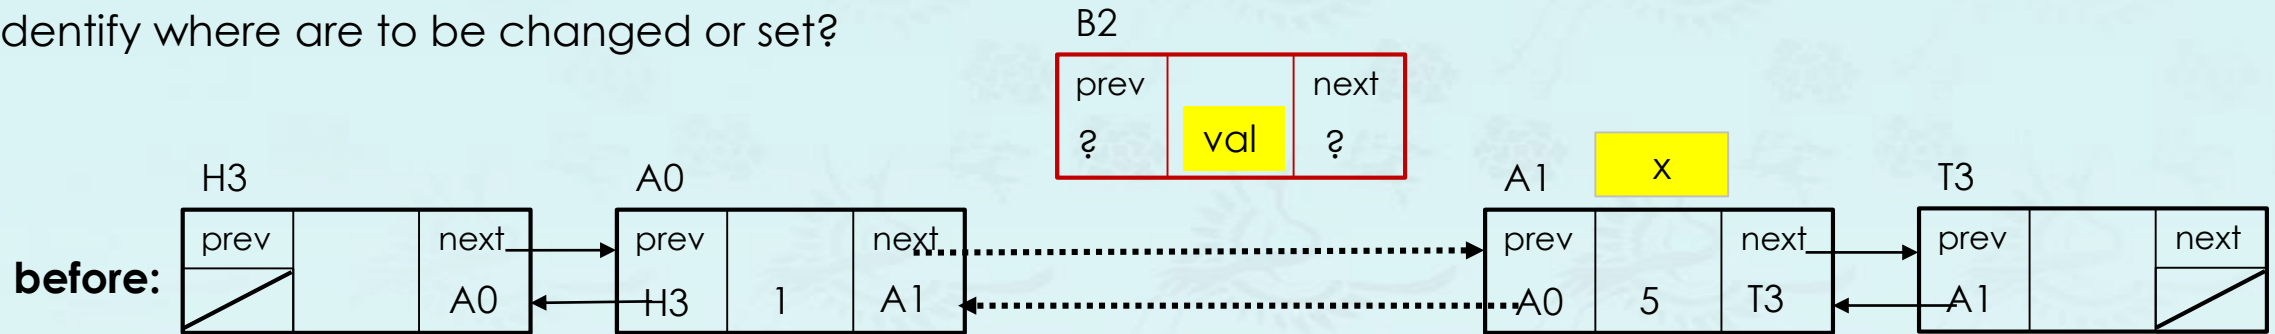 dentify where are to be changed or set?
B2
prev next
? val ?
H3 A0 A1 x T3
prev next prev next prev next prev next
before: A0 H3 1 A1 A0 5 T3 A1